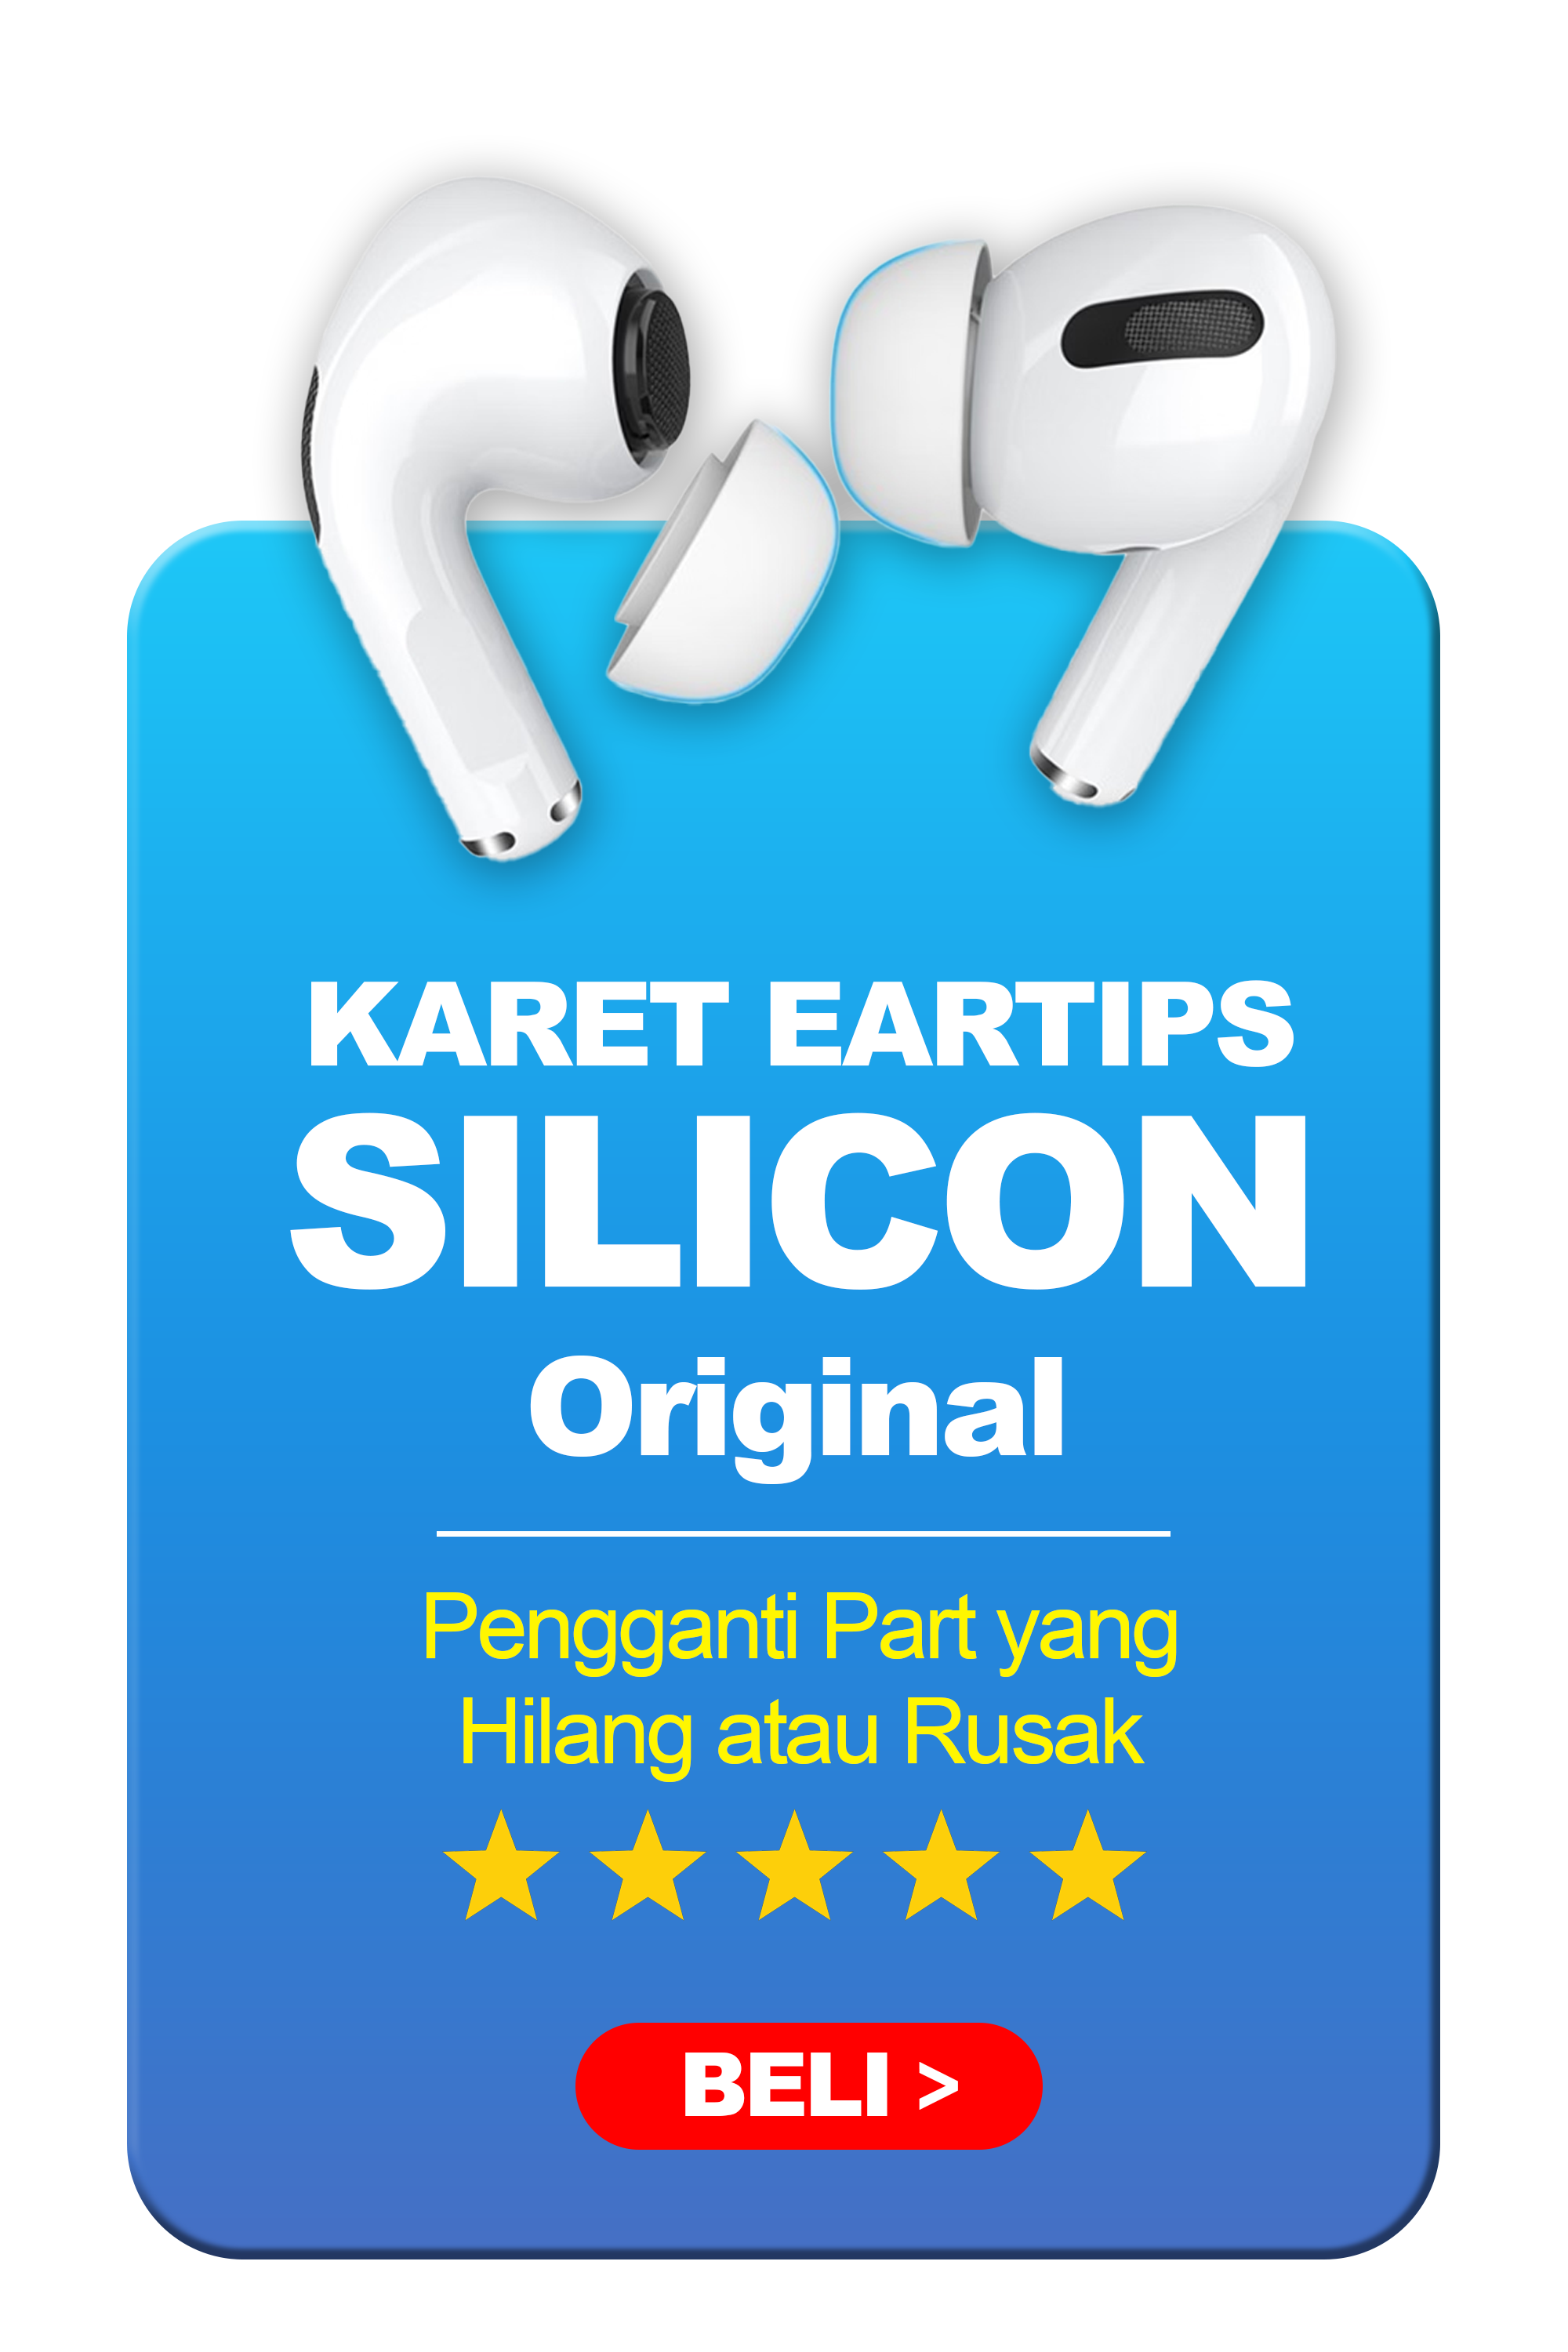 KARET EARTIPS
SILICON
Original
Pengganti Part yang
Hilang atau Rusak
BELI >